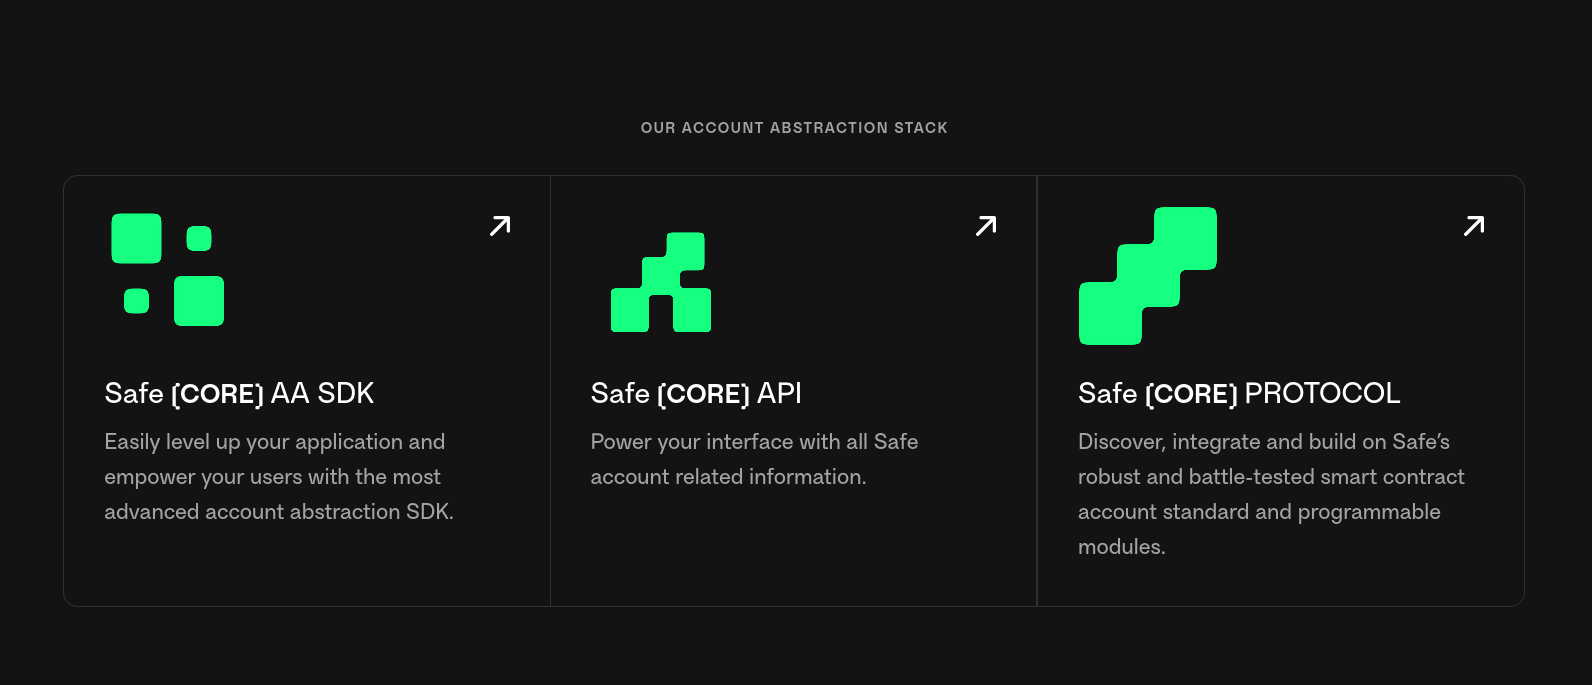 OUR ACCOUNT ABSTRACTION STACK
Safe {CORE} AA SDK
Easily level up your application and
empower your users with the most
advanced account abstraction SDK.
Safe {CORE} API
Power your interface with all Safe
account related information.
Safe {CORE} PROTOCOL
Discover, integrate and build on Safe’s
robust and battle-tested smart contract
account standard and programmable
modules.